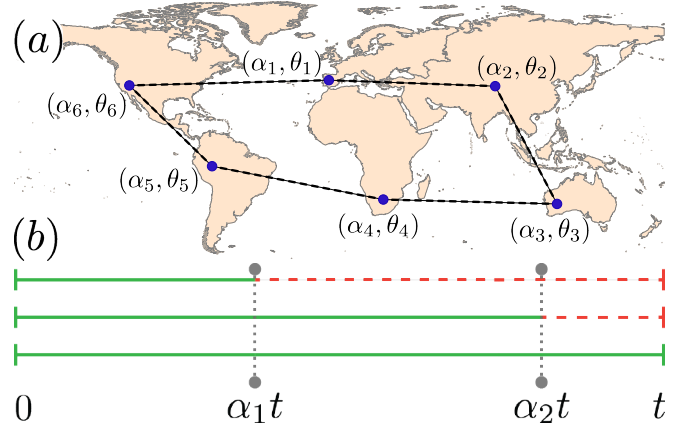 (a)
(α₁, θ₁)
(α₂, θ₂)
(α₆, θ₆)
(α₅, θ₅)
(α₄, θ₄)
(α₃, θ₃)
(b)
0
α₁t
α₂t
t